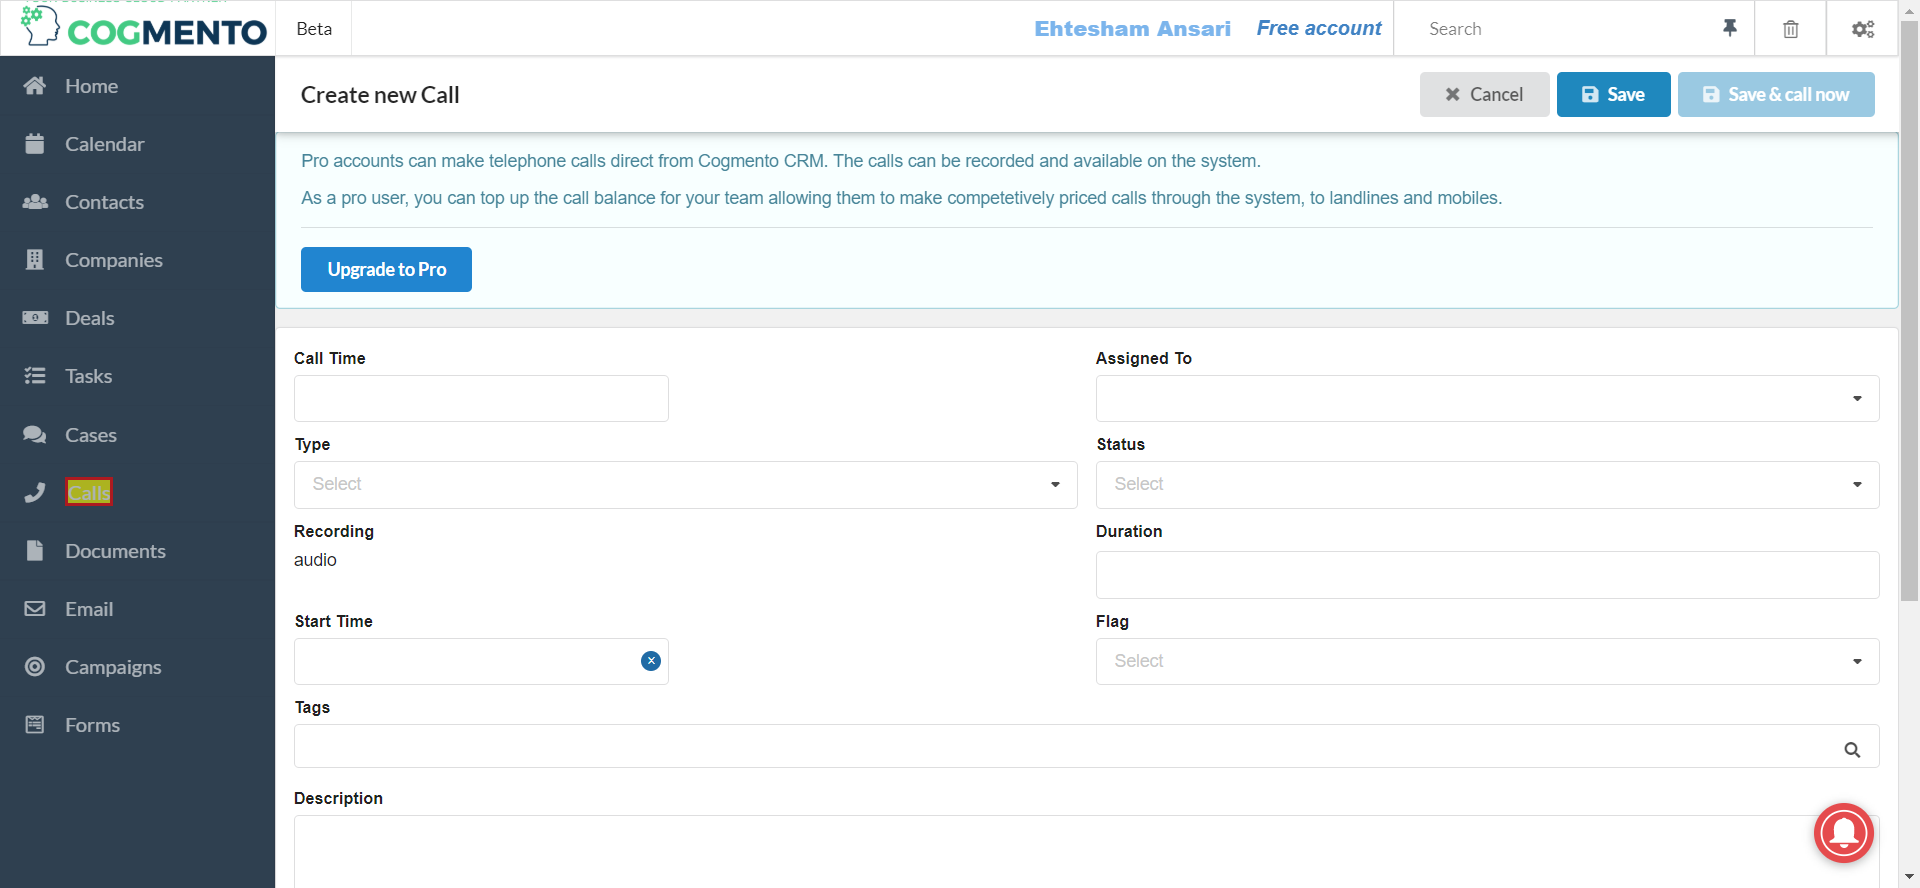 COGMENTO
Beta
Ehtesham Ansari
Free account
Search
Home
Calendar
Contacts
Companies
Deals
Tasks
Cases
Calls
Documents
Email
Campaigns
Forms
Create new Call
Cancel
Save
Save & call now
Pro accounts can make telephone calls direct from Cogmento CRM. The calls can be recorded and available on the system.
As a pro user, you can top up the call balance for your team allowing them to make competetively priced calls through the system, to landlines and mobiles.
Upgrade to Pro
Call Time
Assigned To
Type
Status
Select
Select
Recording
Duration
audio
Start Time
Flag
Select
Tags
Description